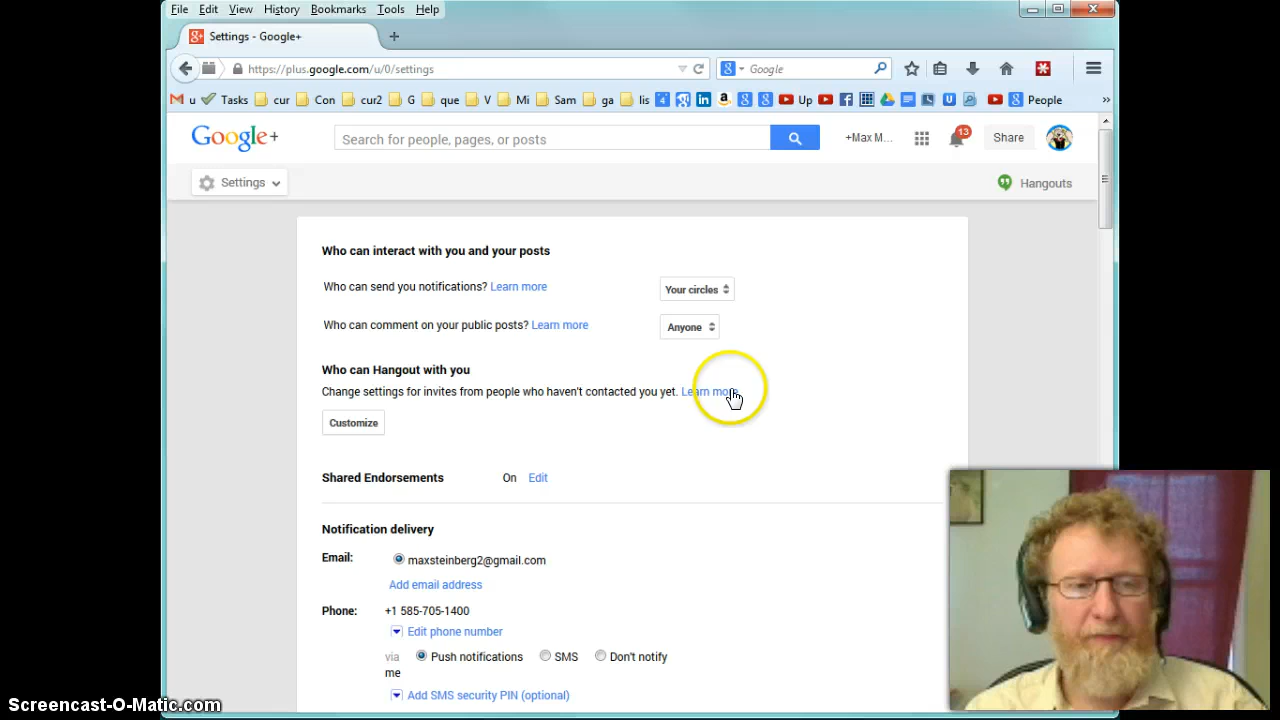 File Edit View History Bookmarks Tools Help
Settings - Google+
https://plus.google.com/u/0/settings
Google
u Tasks cur Con cur2 G que V Mi Sam ga lis Up People
Google+
Search for people, pages, or posts
+Max M...
13
Share
Settings
Hangouts
Who can interact with you and your posts
Who can send you notifications? Learn more
Your circles
Who can comment on your public posts? Learn more
Anyone
Who can Hangout with you
Change settings for invites from people who haven't contacted you yet. Learn more
Customize
Shared Endorsements On Edit
Notification delivery
Email: maxsteinberg2@gmail.com
Add email address
Phone: +1 585-705-1400
Edit phone number
via Push notifications SMS Don't notify
me
Add SMS security PIN (optional)
Screencast-O-Matic.com